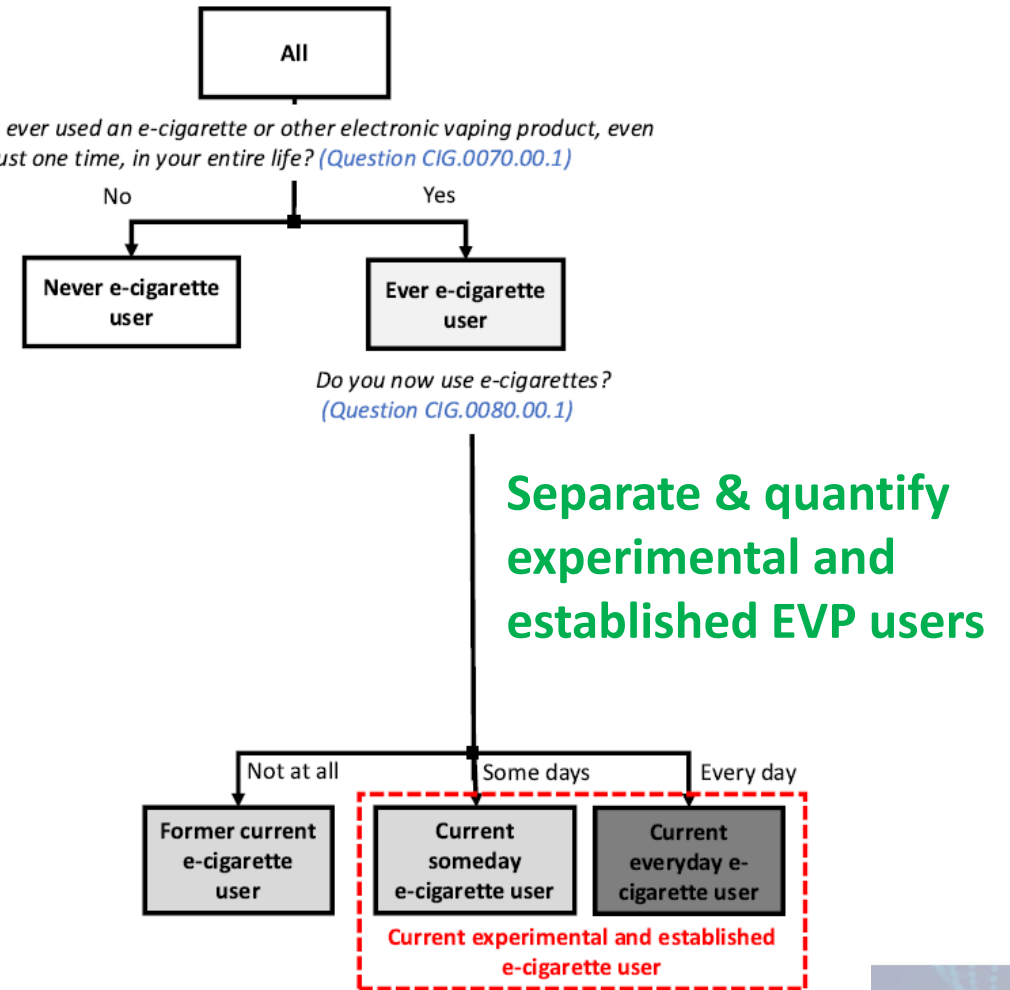 All
ever used an e-cigarette or other electronic vaping product, even
ust one time, in your entire life? (Question CIG.0070.00.1)
No
Yes
Never e-cigarette
user
Ever e-cigarette
user
Do you now use e-cigarettes?
(Question CIG.0080.00.1)
Separate & quantify
experimental and
established EVP users
Not at all
Some days
Every day
Former current
e-cigarette
user
Current
someday
e-cigarette user
Current
everyday e-
cigarette user
Current experimental and established
e-cigarette user